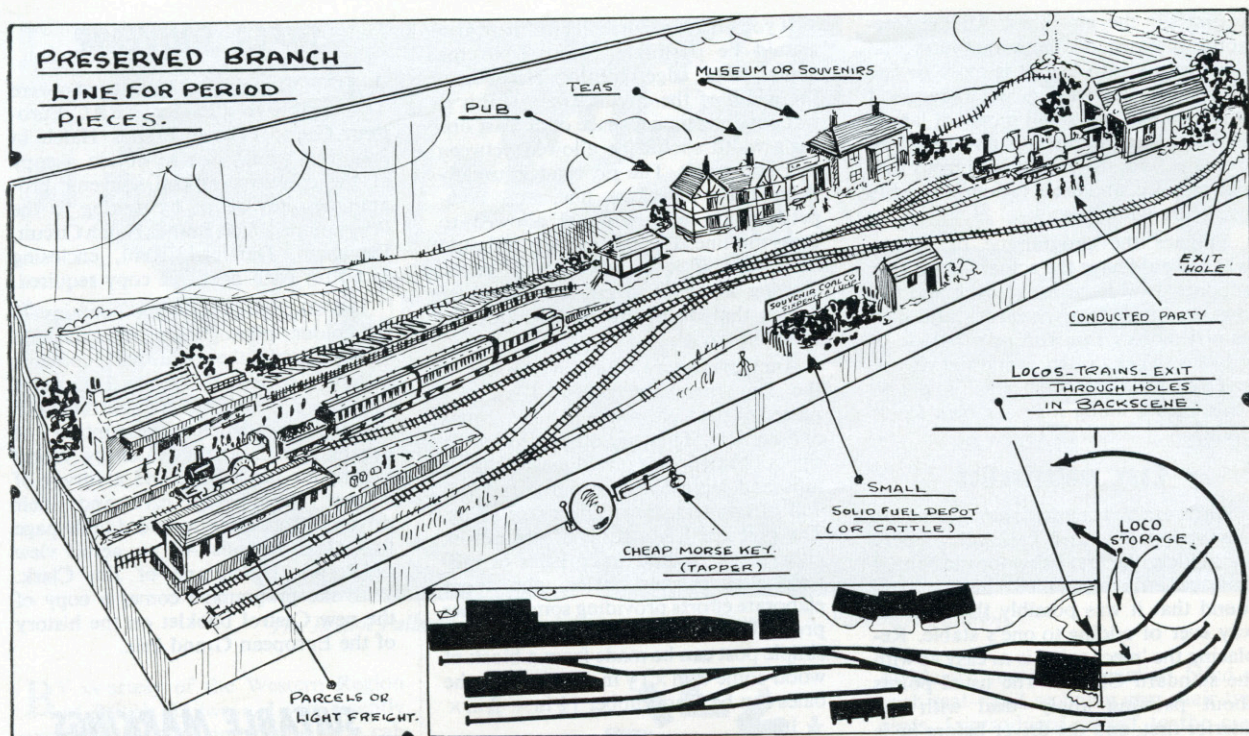 PRESERVED BRANCH
LINE FOR PERIOD
PIECES.
PUB
TEAS
MUSEUM OR SOUVENIRS
EXIT
'HOLE'
CONDUCTED PARTY
SOUVENIR COAL CO
SIXPENCE A LUMP
LOCOS-TRAINS-EXIT
THROUGH HOLES
IN BACKSCENE.
SMALL
SOLID FUEL DEPOT
(OR CATTLE)
CHEAP MORSE KEY.
(TAPPER)
LOCO
STORAGE.
PARCELS OR
LIGHT FREIGHT.